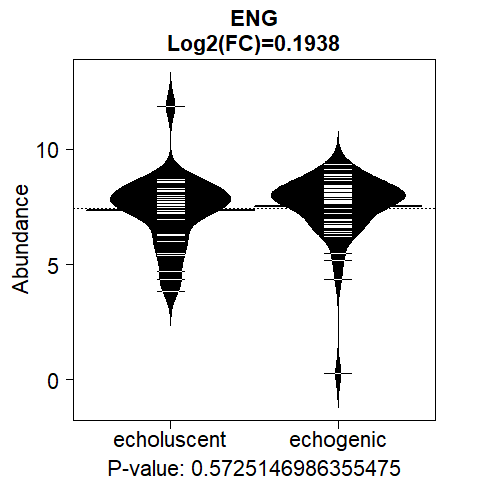 ENG
Log2(FC)=0.1938
10
5
0
Abundance
echoluscent echogenic
P-value: 0.5725146986355475